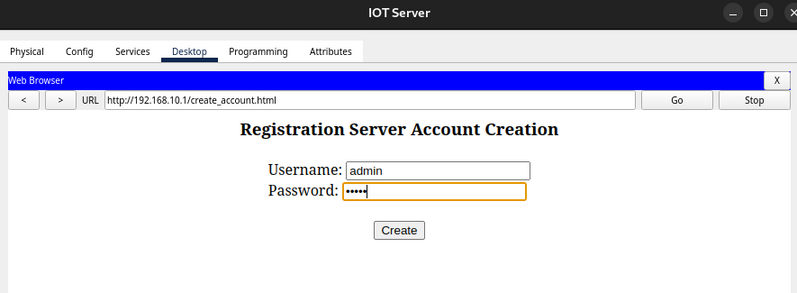 IOT Server
Physical Config Services Desktop Programming Attributes
Web Browser X
< > URL http://192.168.10.1/create_account.html Go Stop
Registration Server Account Creation
Username: admin
Password: •••••
Create